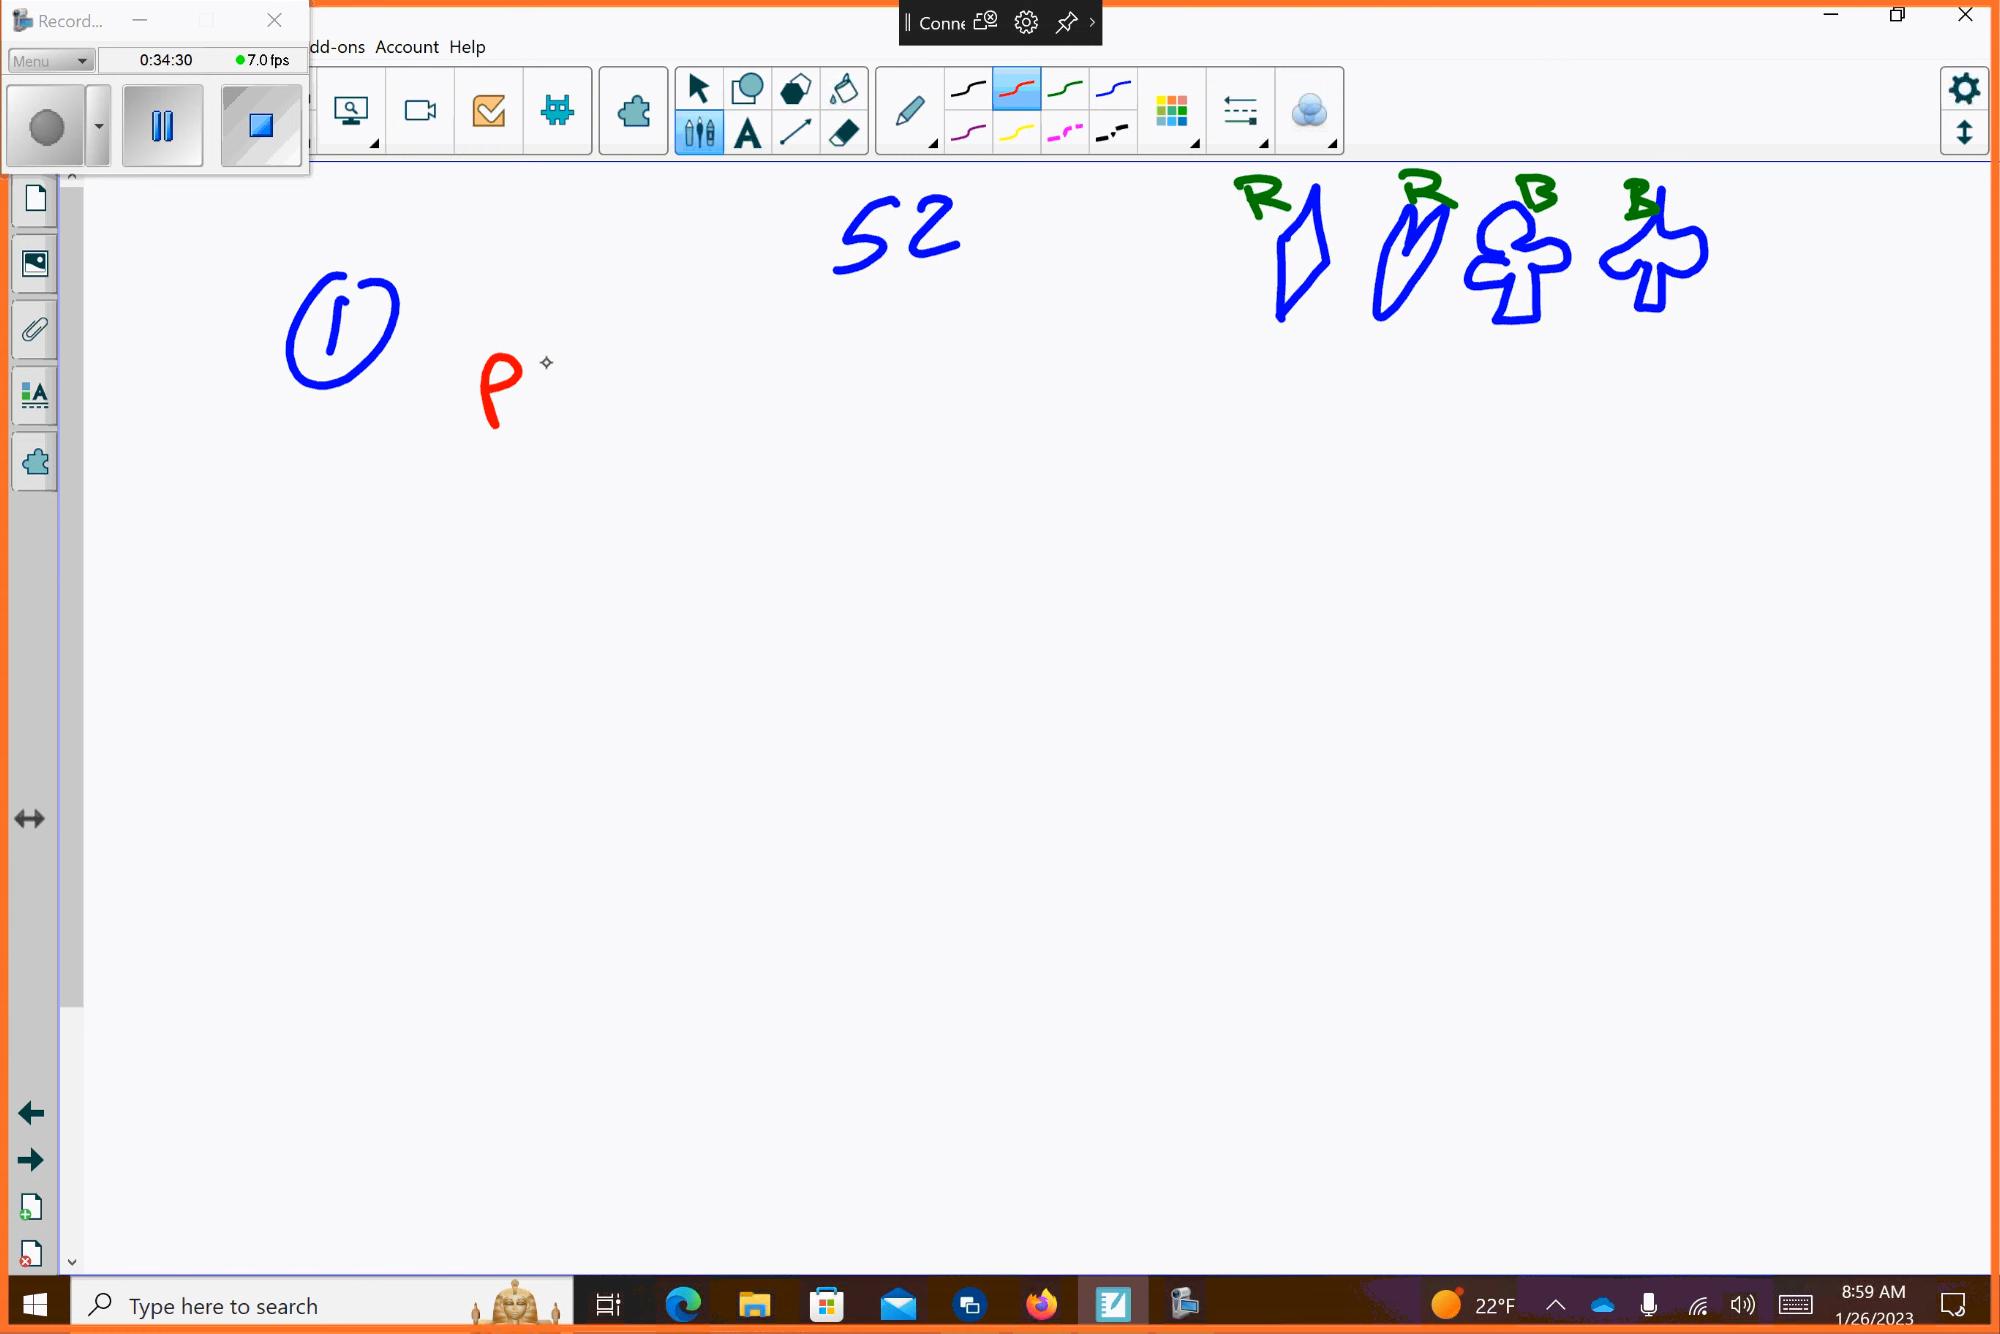 Record...
Menu 0:34:30 7.0 fps
Conne
dd-ons Account Help
A
52 R R B B
1
P
Type here to search
22°F
8:59 AM
1/26/2023